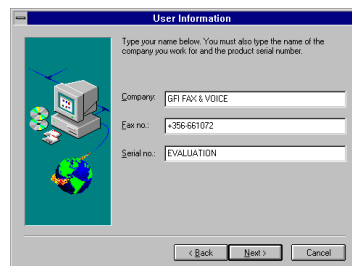 User Information
Type your name below. You must also type the name of the
company you work for and the product serial number.
Company: GFI FAX & VOICE
Fax no.: +356-661072
Serial no.: EVALUATION
< Back Next > Cancel